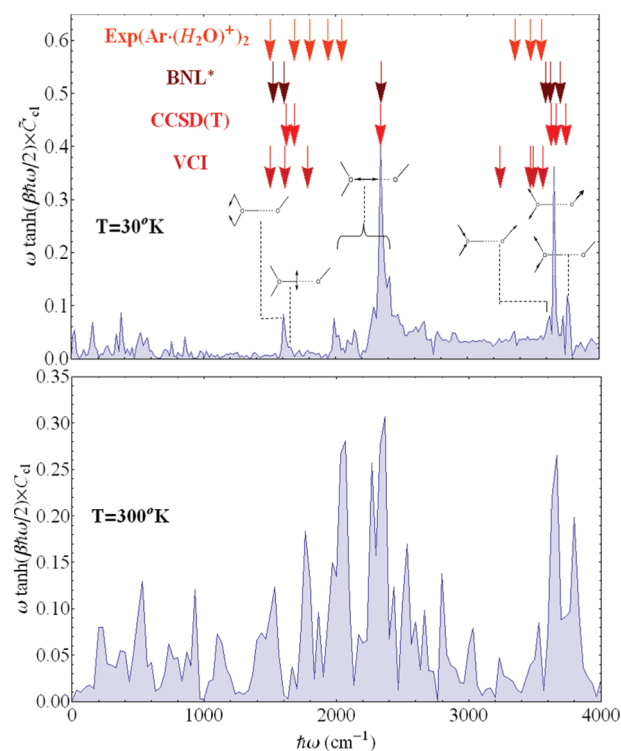 Exp(Ar·(H₂O)⁺)₂
BNL*
CCSD(T)
VCI
T=30°K
ω tanh(βħω/2)×C̃cl
0.6
0.5
0.4
0.3
0.2
0.1
0.0
T=300°K
ω tanh(βħω/2)×Ccl
0.35
0.30
0.25
0.20
0.15
0.10
0.05
0.00
0 1000 2000 3000 4000
ħω (cm⁻¹)